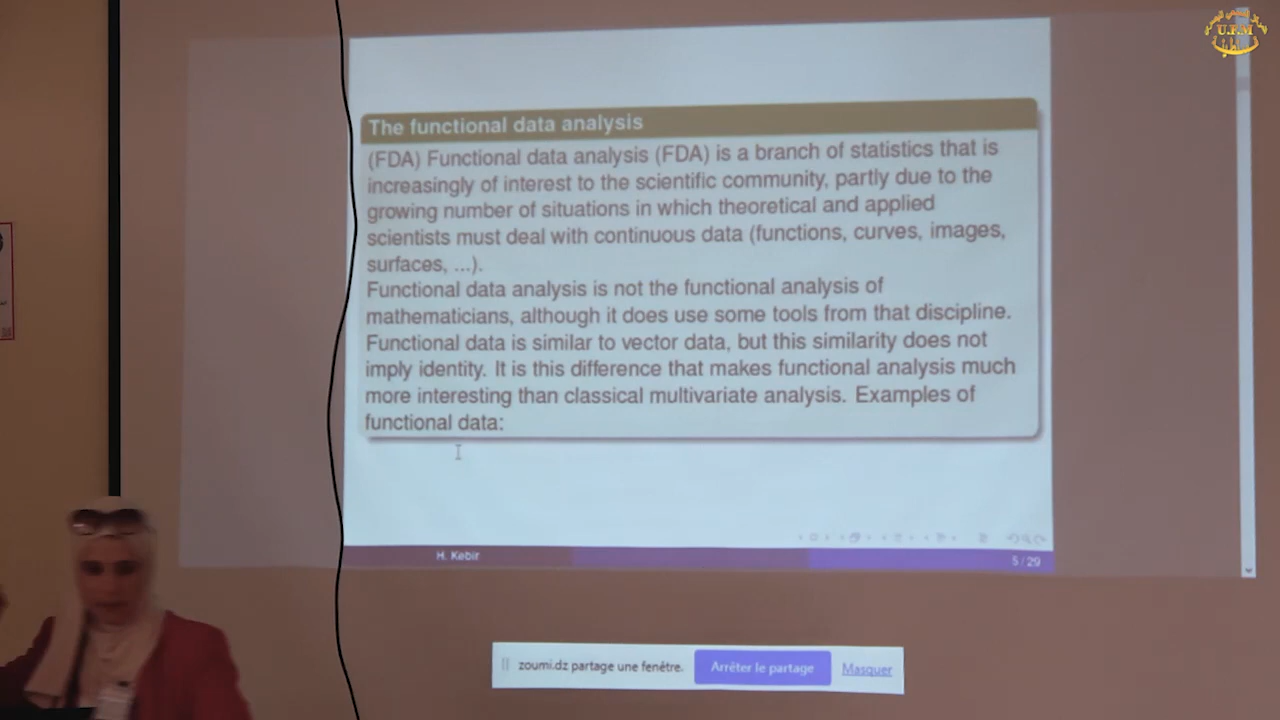 U.F.M
The functional data analysis
(FDA) Functional data analysis (FDA) is a branch of statistics that is
increasingly of interest to the scientific community, partly due to the
growing number of situations in which theoretical and applied
scientists must deal with continuous data (functions, curves, images,
surfaces, ...).
Functional data analysis is not the functional analysis of
mathematicians, although it does use some tools from that discipline.
Functional data is similar to vector data, but this similarity does not
imply identity. It is this difference that makes functional analysis much
more interesting than classical multivariate analysis. Examples of
functional data:
H. Kebir
5 / 29
zoumi.dz partage une fenêtre.
Arrêter le partage
Masquer